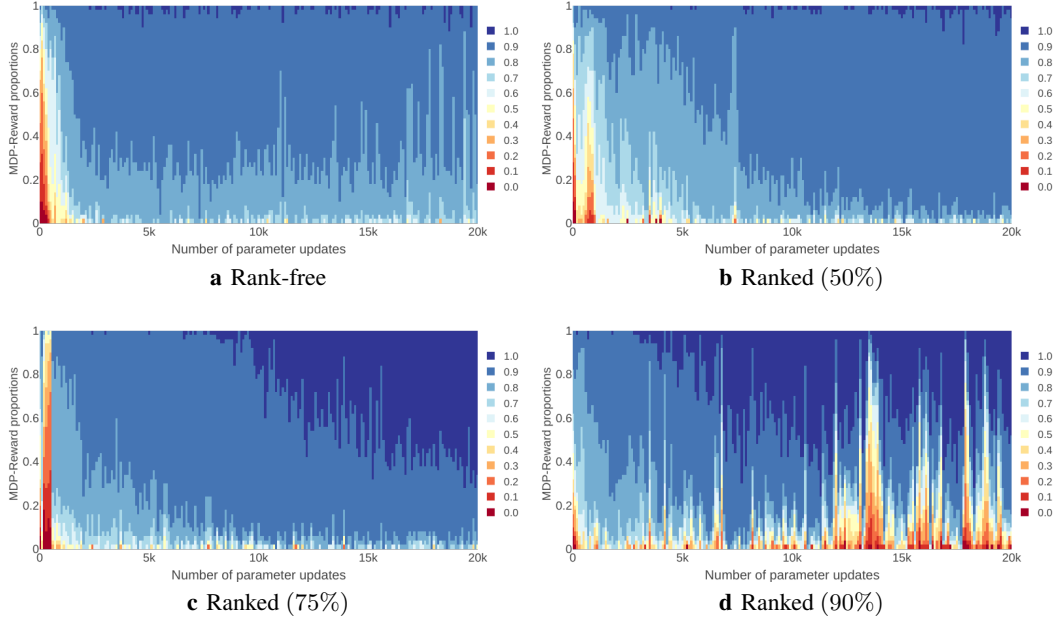 MDP-Reward proportions
1
0.8
0.6
0.4
0.2
0
0
5k
10k
15k
20k
Number of parameter updates
1.0
0.9
0.8
0.7
0.6
0.5
0.4
0.3
0.2
0.1
0.0
a Rank-free
MDP-Reward proportions
1
0.8
0.6
0.4
0.2
0
0
5k
10k
15k
20k
Number of parameter updates
1.0
0.9
0.8
0.7
0.6
0.5
0.4
0.3
0.2
0.1
0.0
b Ranked (50%)
MDP-Reward proportions
1
0.8
0.6
0.4
0.2
0
0
5k
10k
15k
20k
Number of parameter updates
1.0
0.9
0.8
0.7
0.6
0.5
0.4
0.3
0.2
0.1
0.0
c Ranked (75%)
MDP-Reward proportions
1
0.8
0.6
0.4
0.2
0
0
5k
10k
15k
20k
Number of parameter updates
1.0
0.9
0.8
0.7
0.6
0.5
0.4
0.3
0.2
0.1
0.0
d Ranked (90%)